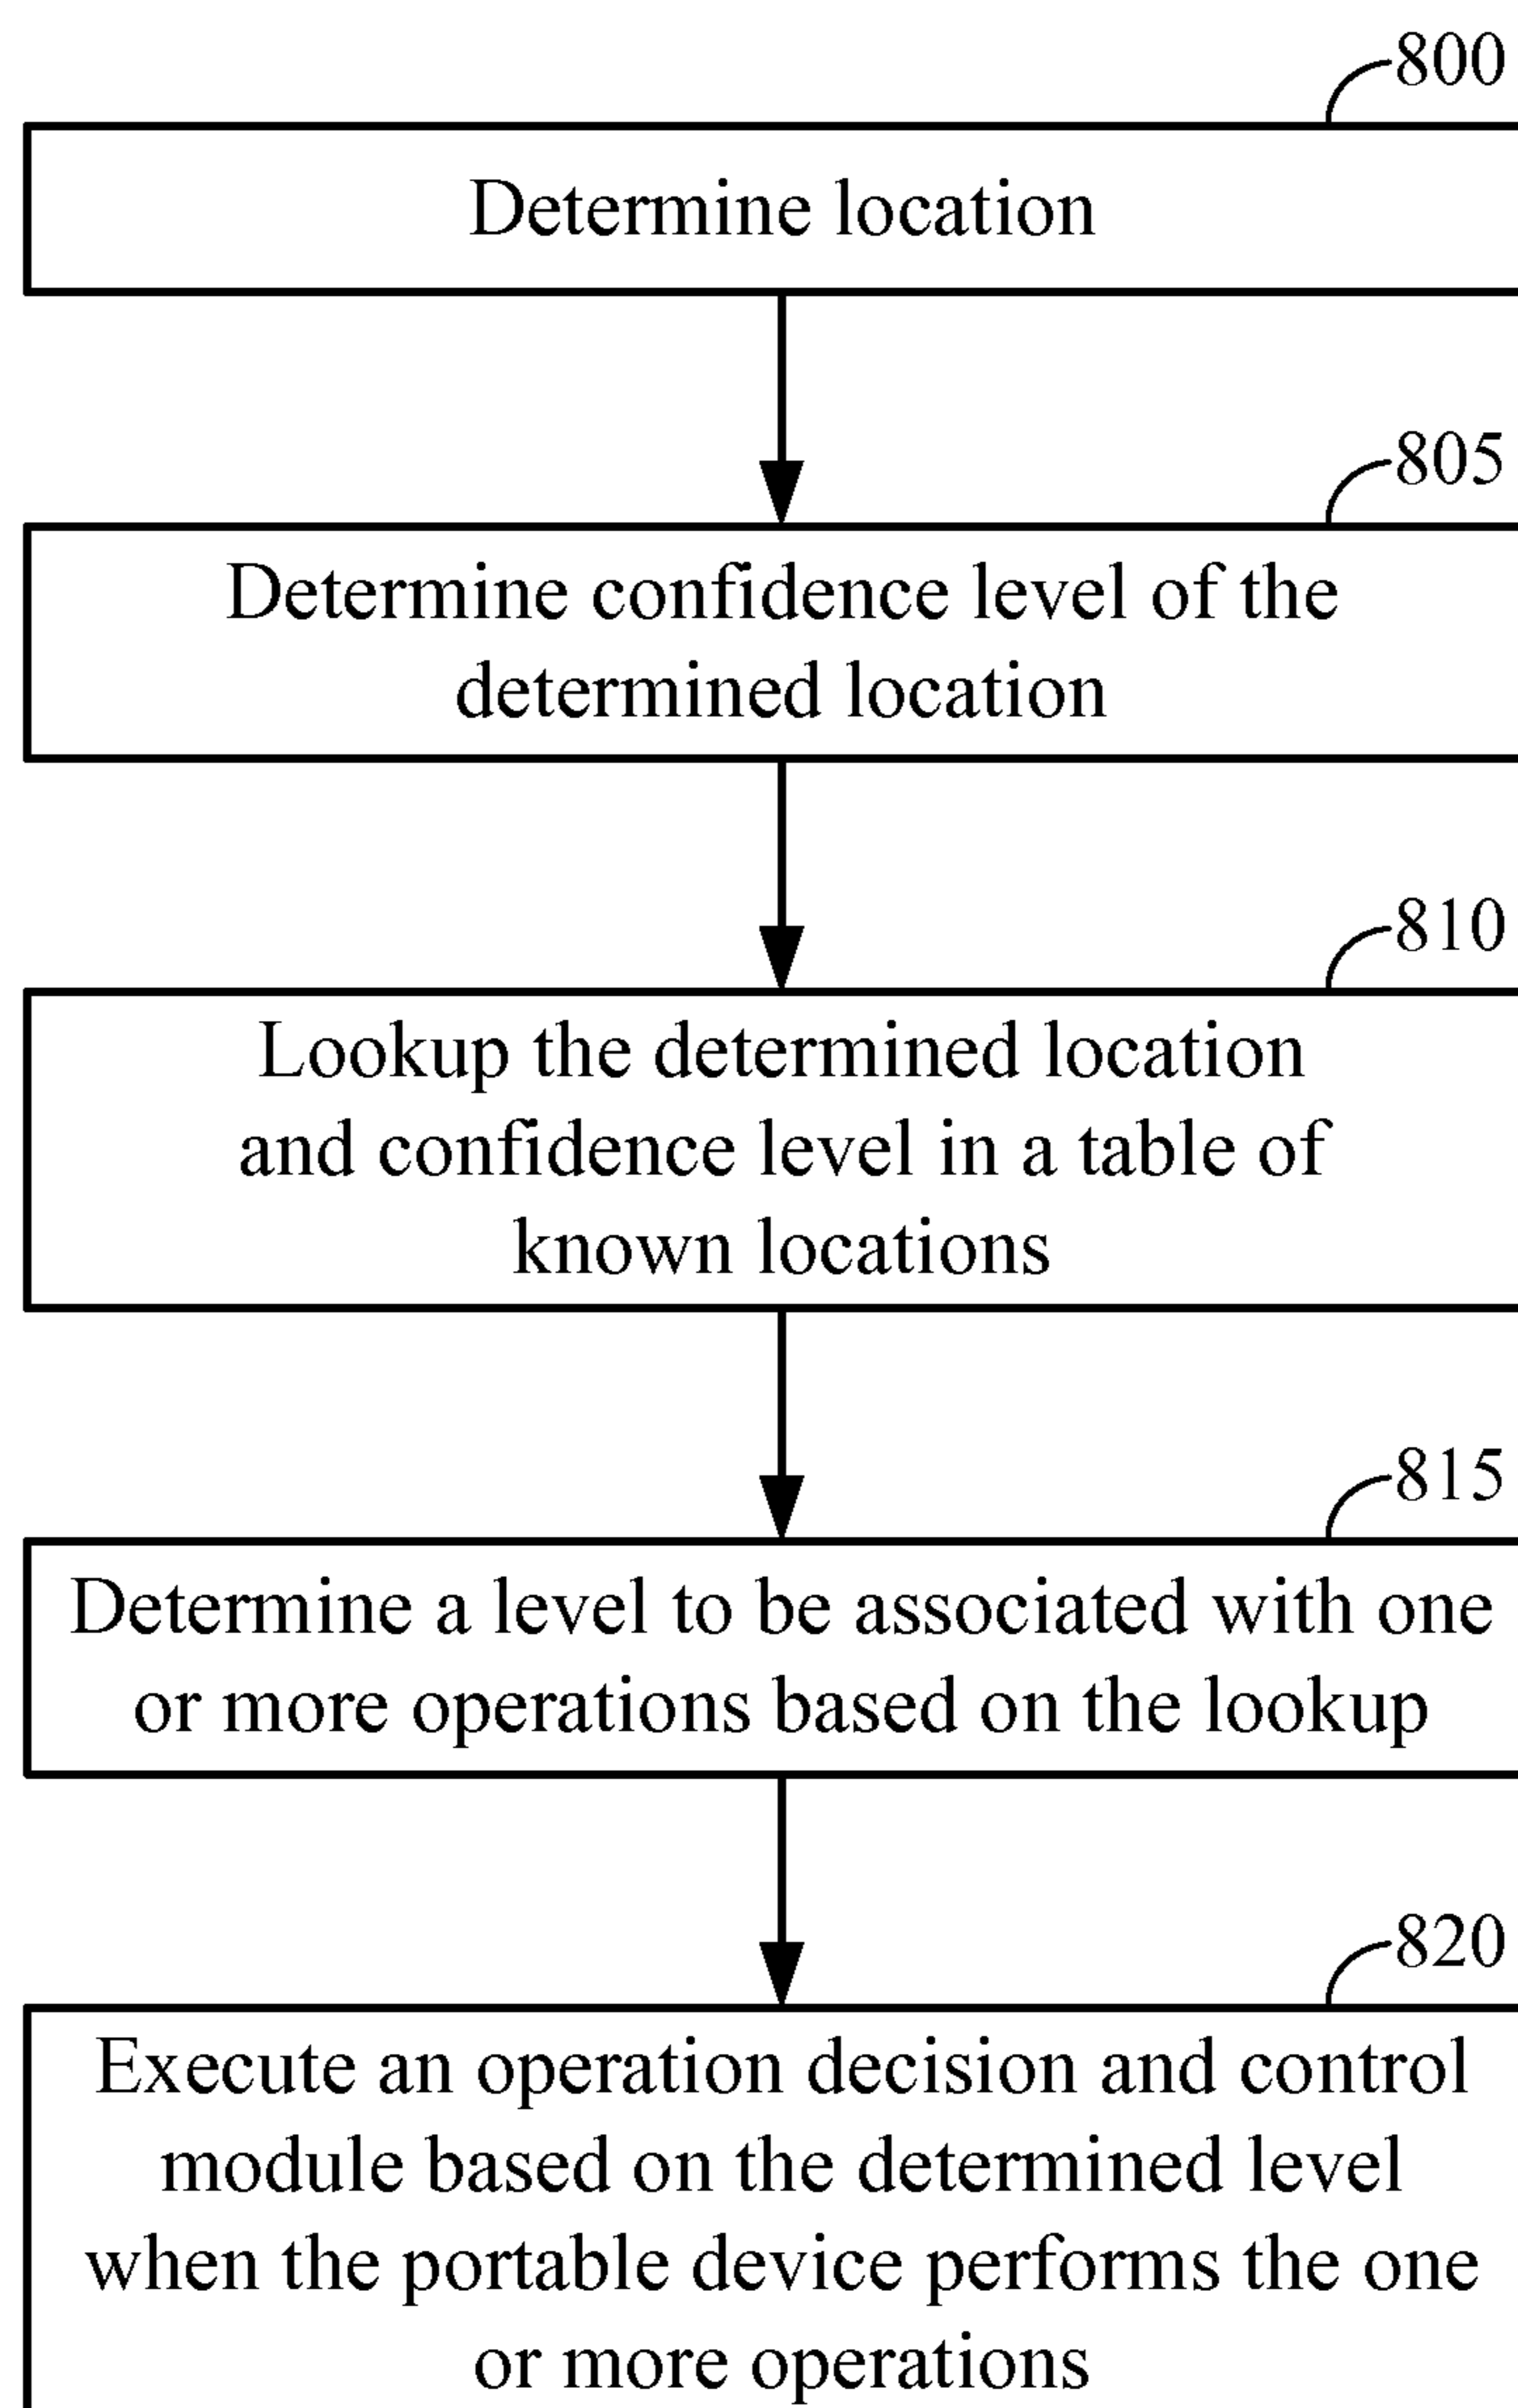 800
Determine location
805
Determine confidence level of the
determined location
810
Lookup the determined location
and confidence level in a table of
known locations
815
Determine a level to be associated with one
or more operations based on the lookup
820
Execute an operation decision and control
module based on the determined level
when the portable device performs the one
or more operations